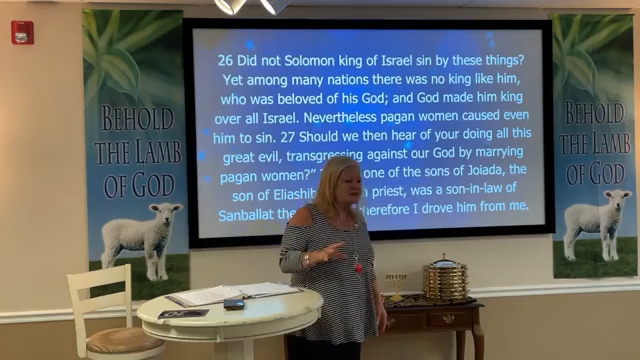 BEHOLD
THE LAMB
OF GOD
26 Did not Solomon king of Israel sin by these things?
Yet among many nations there was no king like him,
who was beloved of his God; and God made him king
over all Israel. Nevertheless pagan women caused even
him to sin. 27 Should we then hear of your doing all this
great evil, transgressing against our God by marrying
pagan women?" one of the sons of Joiada, the
son of Eliashib priest, was a son-in-law of
Sanballat the therefore I drove him from me.
BEHOLD
THE LAMB
OF GOD